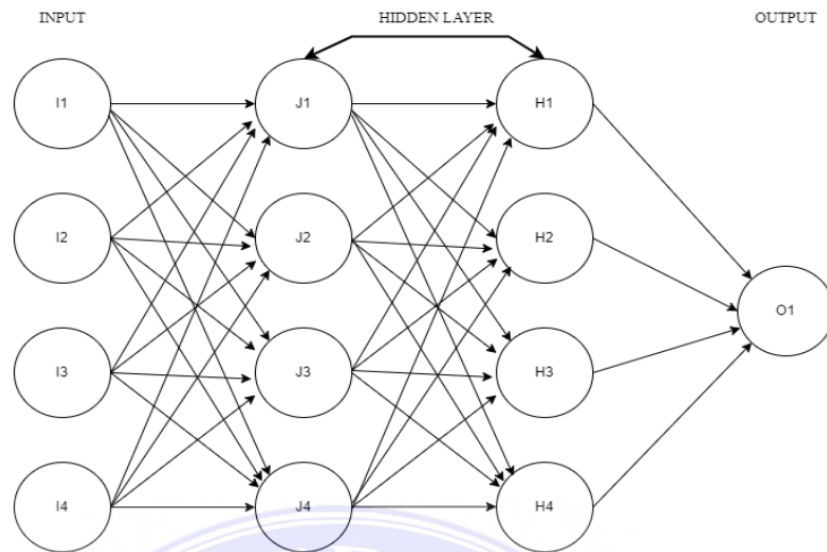 INPUT HIDDEN LAYER OUTPUT
I1 J1 H1
I2 J2 H2
O1
I3 J3 H3
I4 J4 H4